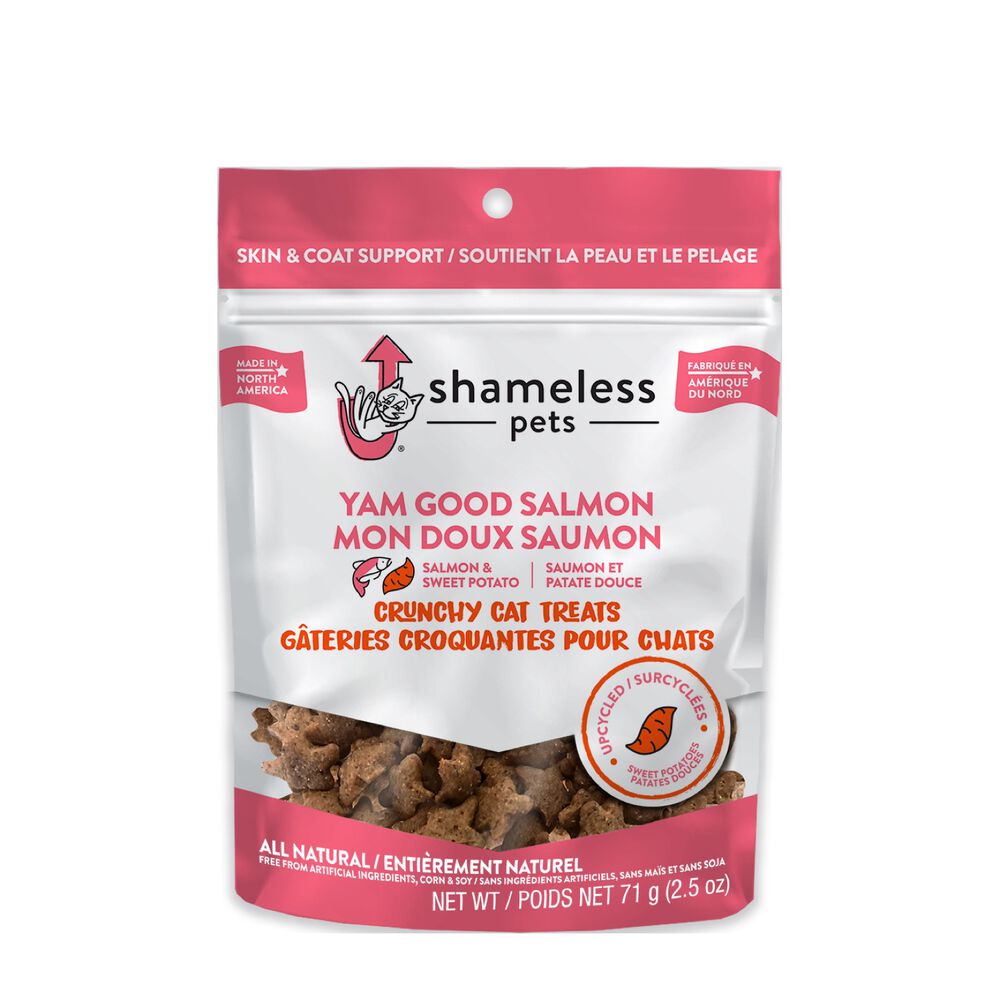 SKIN & COAT SUPPORT / SOUTIENT LA PEAU ET LE PELAGE
MADE IN
NORTH
AMERICA
shameless
pets
®
FABRIQUÉ EN
AMÉRIQUE
DU NORD
YAM GOOD SALMON
MON DOUX SAUMON
SALMON &
SWEET POTATO
SAUMON ET
PATATE DOUCE
CRUNCHY CAT TREATS
GÂTERIES CROQUANTES POUR CHATS
UPCYCLED / SURCYCLÉES
SWEET POTATOES
PATATES DOUCES
ALL NATURAL / ENTIÈREMENT NATUREL
FREE FROM ARTIFICIAL INGREDIENTS, CORN & SOY / SANS INGRÉDIENTS ARTIFICIELS, SANS MAÏS ET SANS SOJA
NET WT / POIDS NET 71 g (2.5 oz)